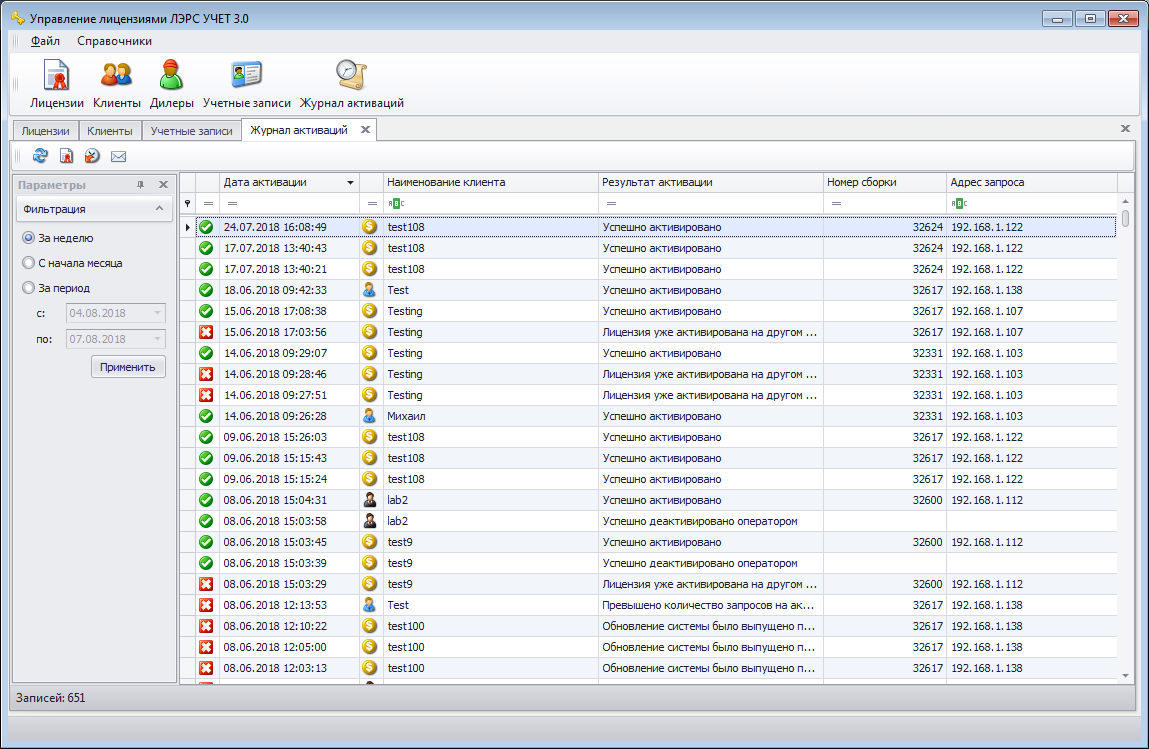 Управление лицензиями ЛЭРС УЧЕТ 3.0
Файл Справочники
Лицензии Клиенты Дилеры Учетные записи Журнал активаций
Лицензии Клиенты Учетные записи Журнал активаций
Параметры
Фильтрация
За неделю
С начала месяца
За период
с: 04.08.2018
по: 07.08.2018
Применить
Дата активации Наименование клиента Результат активации Номер сборки Адрес запроса
= = = ABC = = ABC
24.07.2018 16:08:49 test108 Успешно активировано 32624 192.168.1.122
17.07.2018 13:40:43 test108 Успешно активировано 32624 192.168.1.122
17.07.2018 13:40:21 test108 Успешно активировано 32624 192.168.1.122
18.06.2018 09:42:33 Test Успешно активировано 32617 192.168.1.138
15.06.2018 17:08:38 Testing Успешно активировано 32617 192.168.1.107
15.06.2018 17:03:56 Testing Лицензия уже активирована на другом ... 32617 192.168.1.107
14.06.2018 09:29:07 Testing Успешно активировано 32331 192.168.1.103
14.06.2018 09:28:46 Testing Лицензия уже активирована на другом ... 32331 192.168.1.103
14.06.2018 09:27:51 Testing Лицензия уже активирована на другом ... 32331 192.168.1.103
14.06.2018 09:26:28 Михаил Успешно активировано 32331 192.168.1.103
09.06.2018 15:26:03 test108 Успешно активировано 32617 192.168.1.122
09.06.2018 15:15:43 test108 Успешно активировано 32617 192.168.1.122
09.06.2018 15:15:24 test108 Успешно активировано 32617 192.168.1.122
08.06.2018 15:04:31 lab2 Успешно активировано 32600 192.168.1.112
08.06.2018 15:03:58 lab2 Успешно деактивировано оператором
08.06.2018 15:03:45 test9 Успешно активировано 32600 192.168.1.112
08.06.2018 15:03:39 test9 Успешно деактивировано оператором
08.06.2018 15:03:29 test9 Лицензия уже активирована на другом ... 32600 192.168.1.112
08.06.2018 12:13:53 Test Превышено количество запросов на ак... 32617 192.168.1.138
08.06.2018 12:10:22 test100 Обновление системы было выпущено п... 32617 192.168.1.138
08.06.2018 12:05:00 test100 Обновление системы было выпущено п... 32617 192.168.1.138
08.06.2018 12:03:13 test100 Обновление системы было выпущено п... 32617 192.168.1.138
Записей: 651